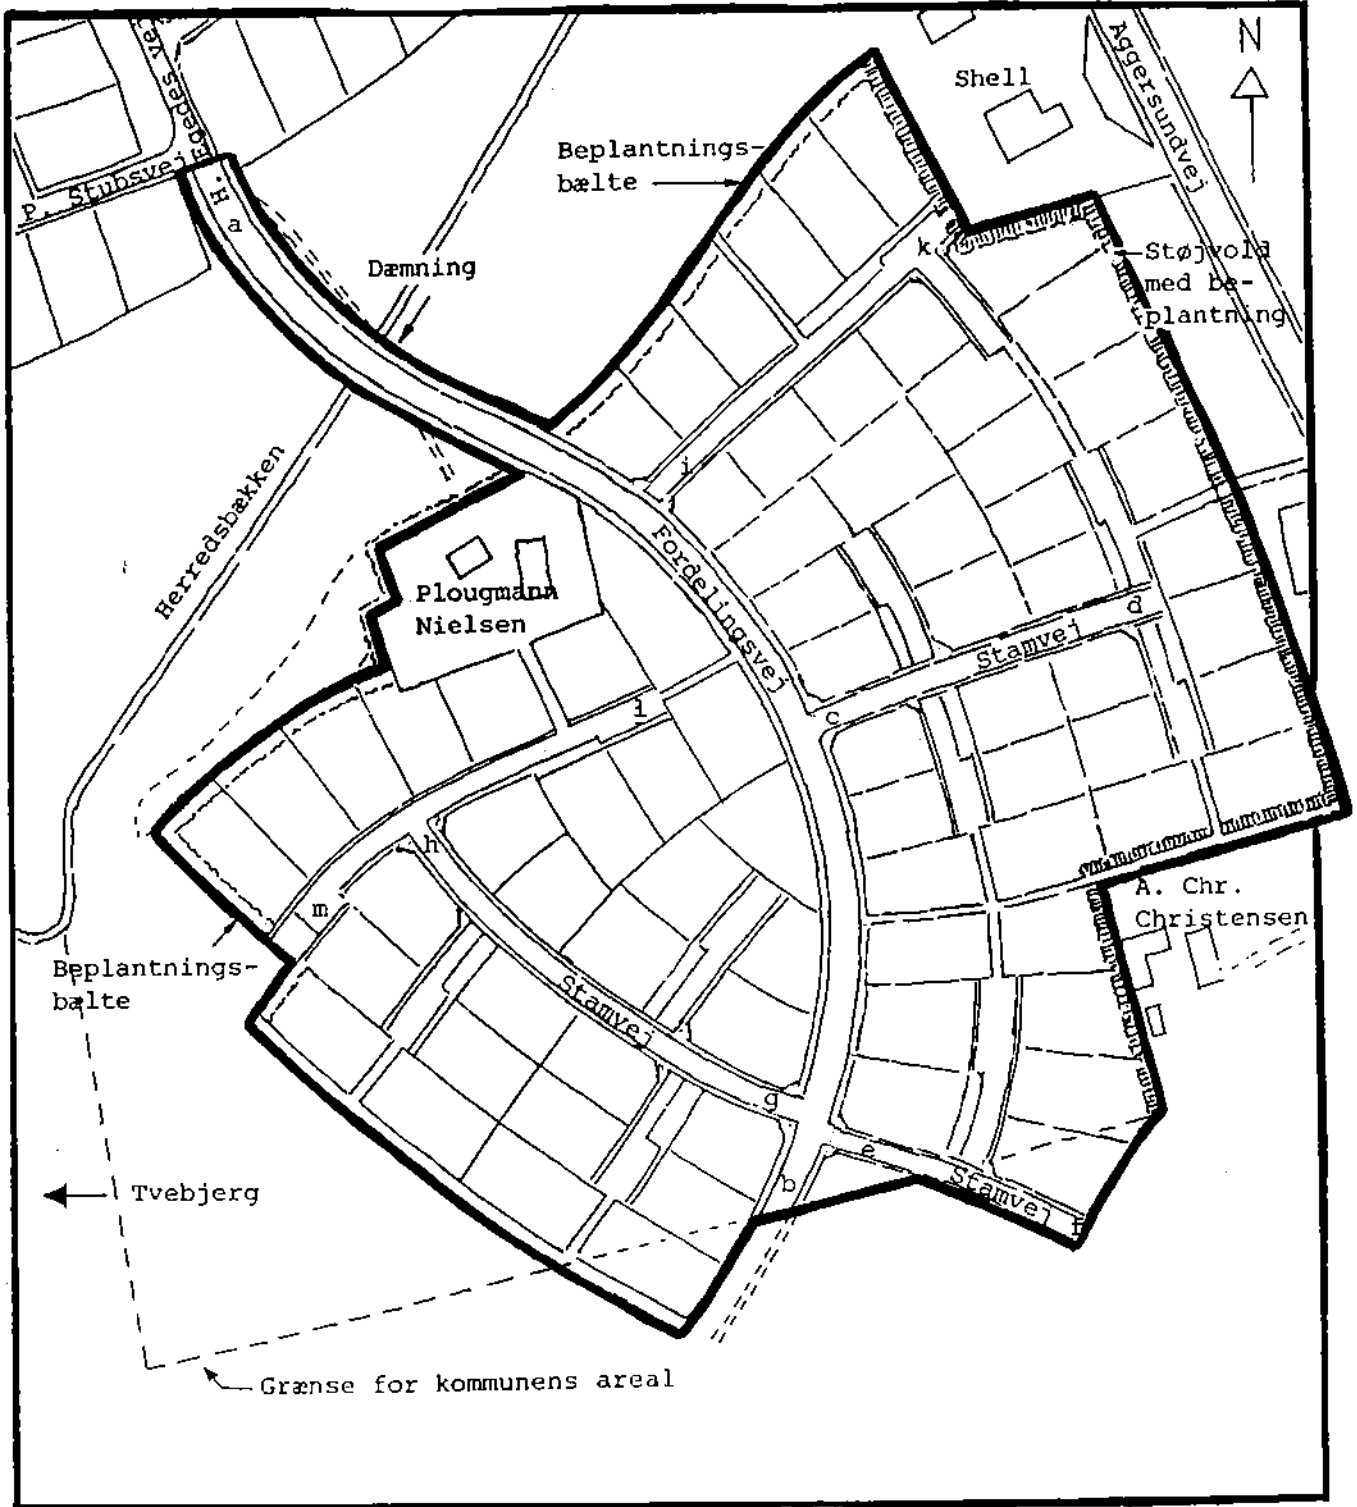 H. Egedes vej
N
Aggersundvej
Shell
Beplantnings-
bælte
P. Stubsvej
a
k
Støjvold
med be-
plantning
Dæmning
j
Herredsbækken
Fordelingsvej
Plougmann
Nielsen
d
Stamvej
i
c
h
A. Chr.
Christensen
m
Beplantnings-
bælte
Stamvej
g
e
b
Stamvej
f
Tvebjerg
Grænse for kommunens areal